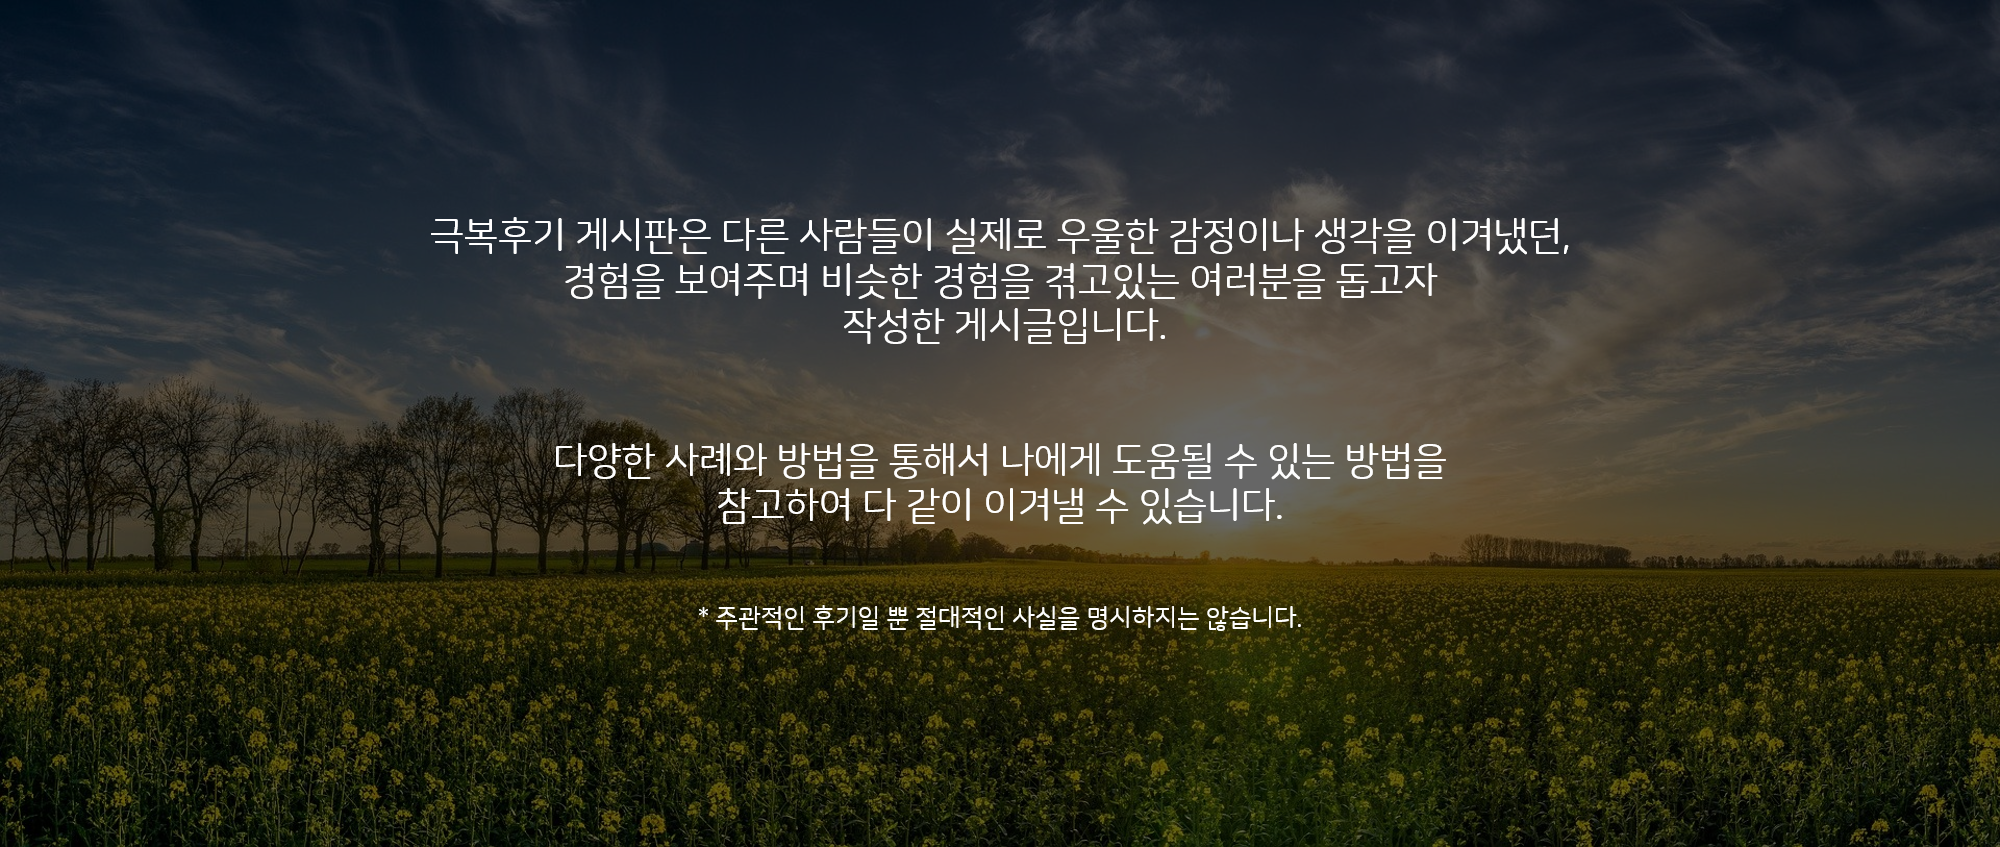 극복후기 게시판은 다른 사람들이 실제로 우울한 감정이나 생각을 이겨냈던,
경험을 보여주며 비슷한 경험을 겪고있는 여러분을 돕고자
작성한 게시글입니다.
다양한 사례와 방법을 통해서 나에게 도움될 수 있는 방법을
참고하여 다 같이 이겨낼 수 있습니다.
* 주관적인 후기일 뿐 절대적인 사실을 명시하지는 않습니다.